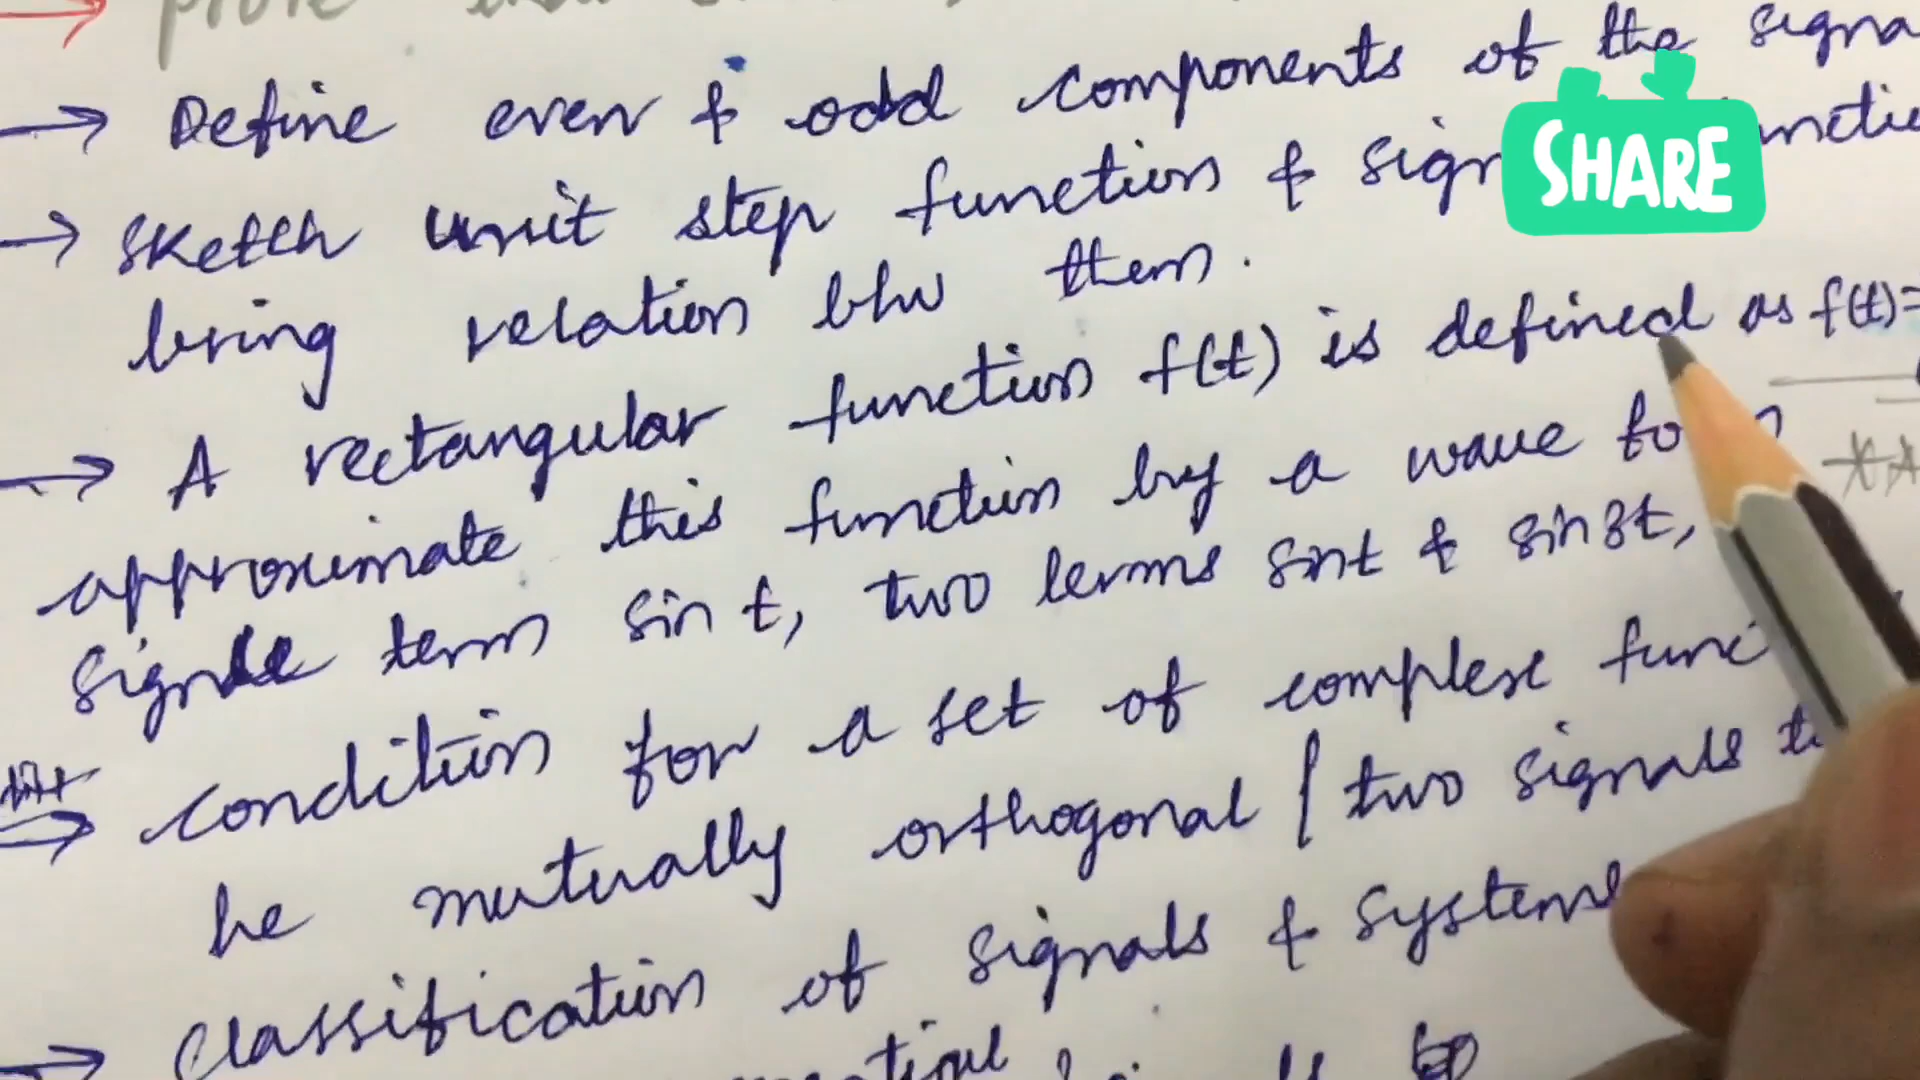 prove
→ Define even & odd components of the signa
→ Sketch unit step function & sign
SHARE
bring relation b/w them.
→ A rectangular function f(t) is defined as f(t)=
approximate this function by a wave fo
signle term sin t, two terms sint & sin3t,
condition for a set of complex func
be mutually orthogonal / two signals t
→ Classification of signals & systems